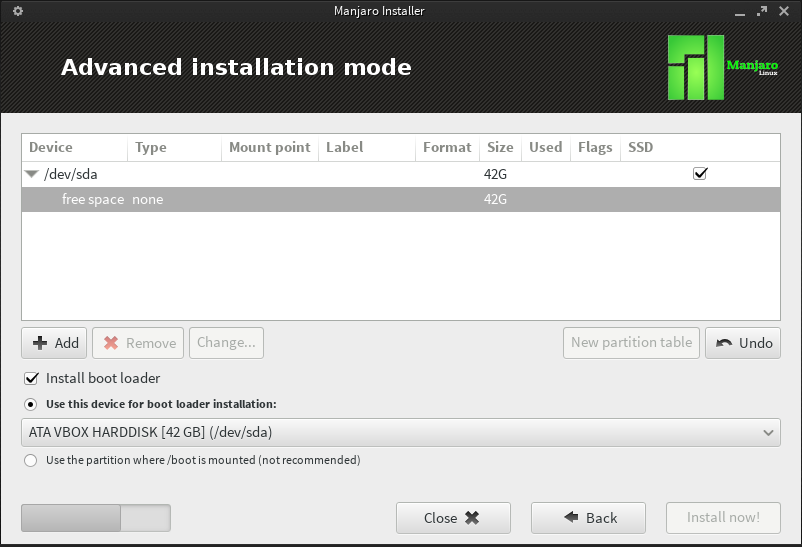 Manjaro Installer
Advanced installation mode
Manjaro
Linux
Device Type Mount point Label Format Size Used Flags SSD
/dev/sda 42G
free space none 42G
Add Remove Change... New partition table Undo
Install boot loader
Use this device for boot loader installation:
ATA VBOX HARDDISK [42 GB] (/dev/sda)
Use the partition where /boot is mounted (not recommended)
Close Back Install now!